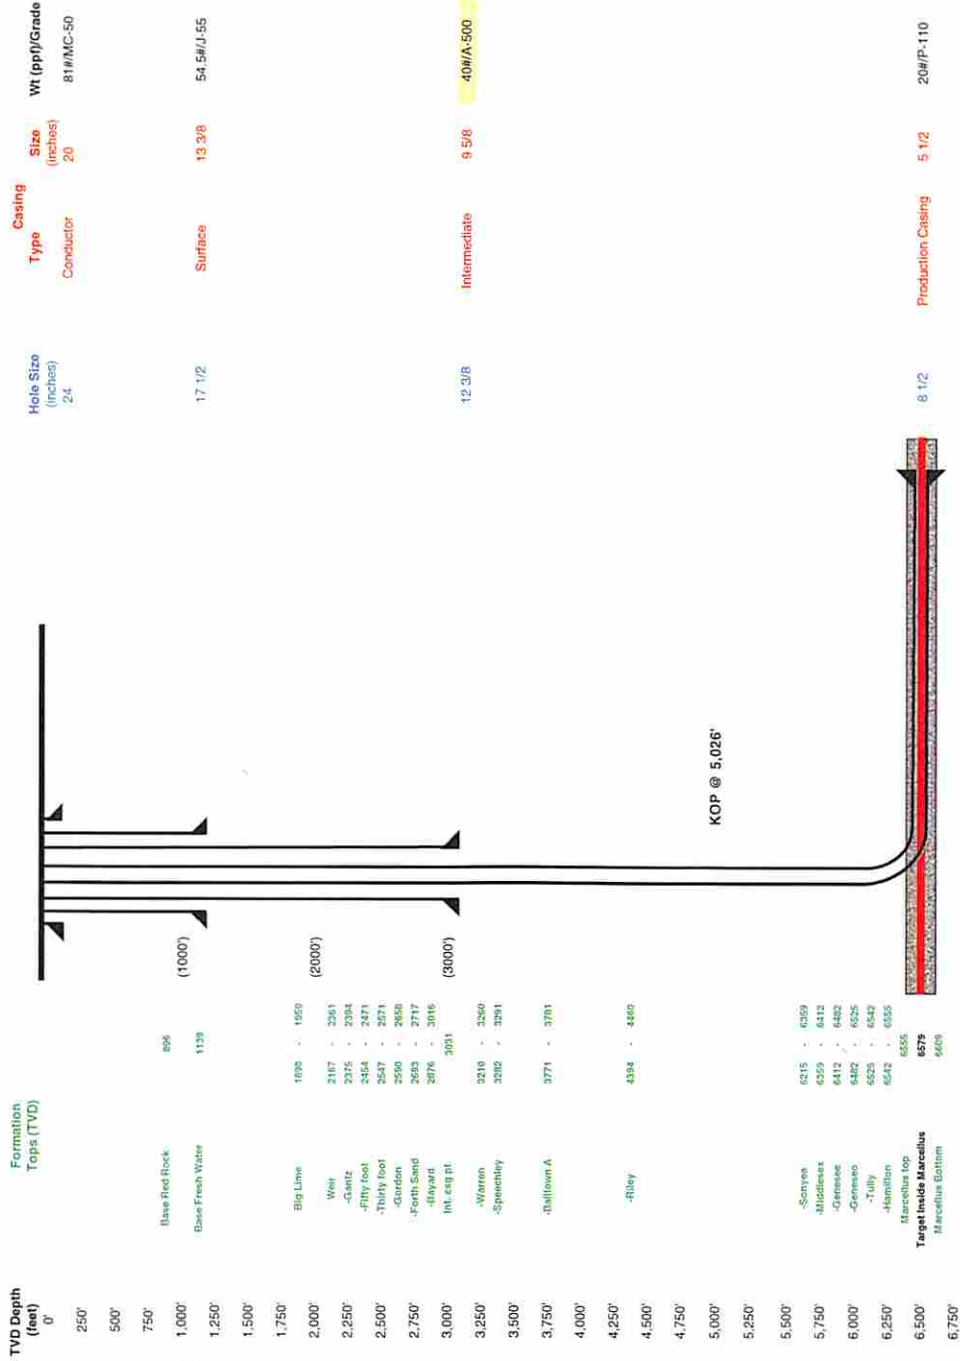 TVD Depth
(feet)
Formation
Tops (TVD)
Hole Size
(inches)
Casing
Type
Size
(inches)
Wt (ppf)/Grade
0'
24
Conductor
20
81#/MC-50
250'
500'
750'
Base Red Rock 896
1,000'
(1000')
Base Fresh Water 1139
17 1/2
Surface
13 3/8
54.5#/J-55
1,250'
1,500'
1,750'
Big Lime 1898 - 1950
2,000'
(2000')
Weir 2167 - 2361
2,250'
-Gantz 2375 - 2394
-Fifty foot 2454 - 2471
2,500'
-Thirty foot 2547 - 2571
-Gordon 2590 - 2658
-Forth Sand 2693 - 2717
2,750'
-Bayard 2876 - 3016
Int. csg pt 3031
3,000'
(3000')
12 3/8
Intermediate
9 5/8
40#/A-500
-Warren 3210 - 3260
3,250'
-Speechley 3282 - 3291
3,500'
-Balltown A 3771 - 3781
3,750'
4,000'
4,250'
-Riley 4394 - 4460
4,500'
4,750'
5,000'
KOP @ 5,026'
5,250'
5,500'
-Sonyea 6215 - 6359
5,750'
-Middlesex 6359 - 6412
-Genesee 6412 - 6482
6,000'
-Geneseo 6482 - 6525
-Tully 6525 - 6542
6,250'
-Hamilton 6542 - 6555
Marcellus top 6555
6,500'
Target Inside Marcellus 6579
8 1/2
Production Casing
5 1/2
20#/P-110
Marcellus Bottom 6609
6,750'